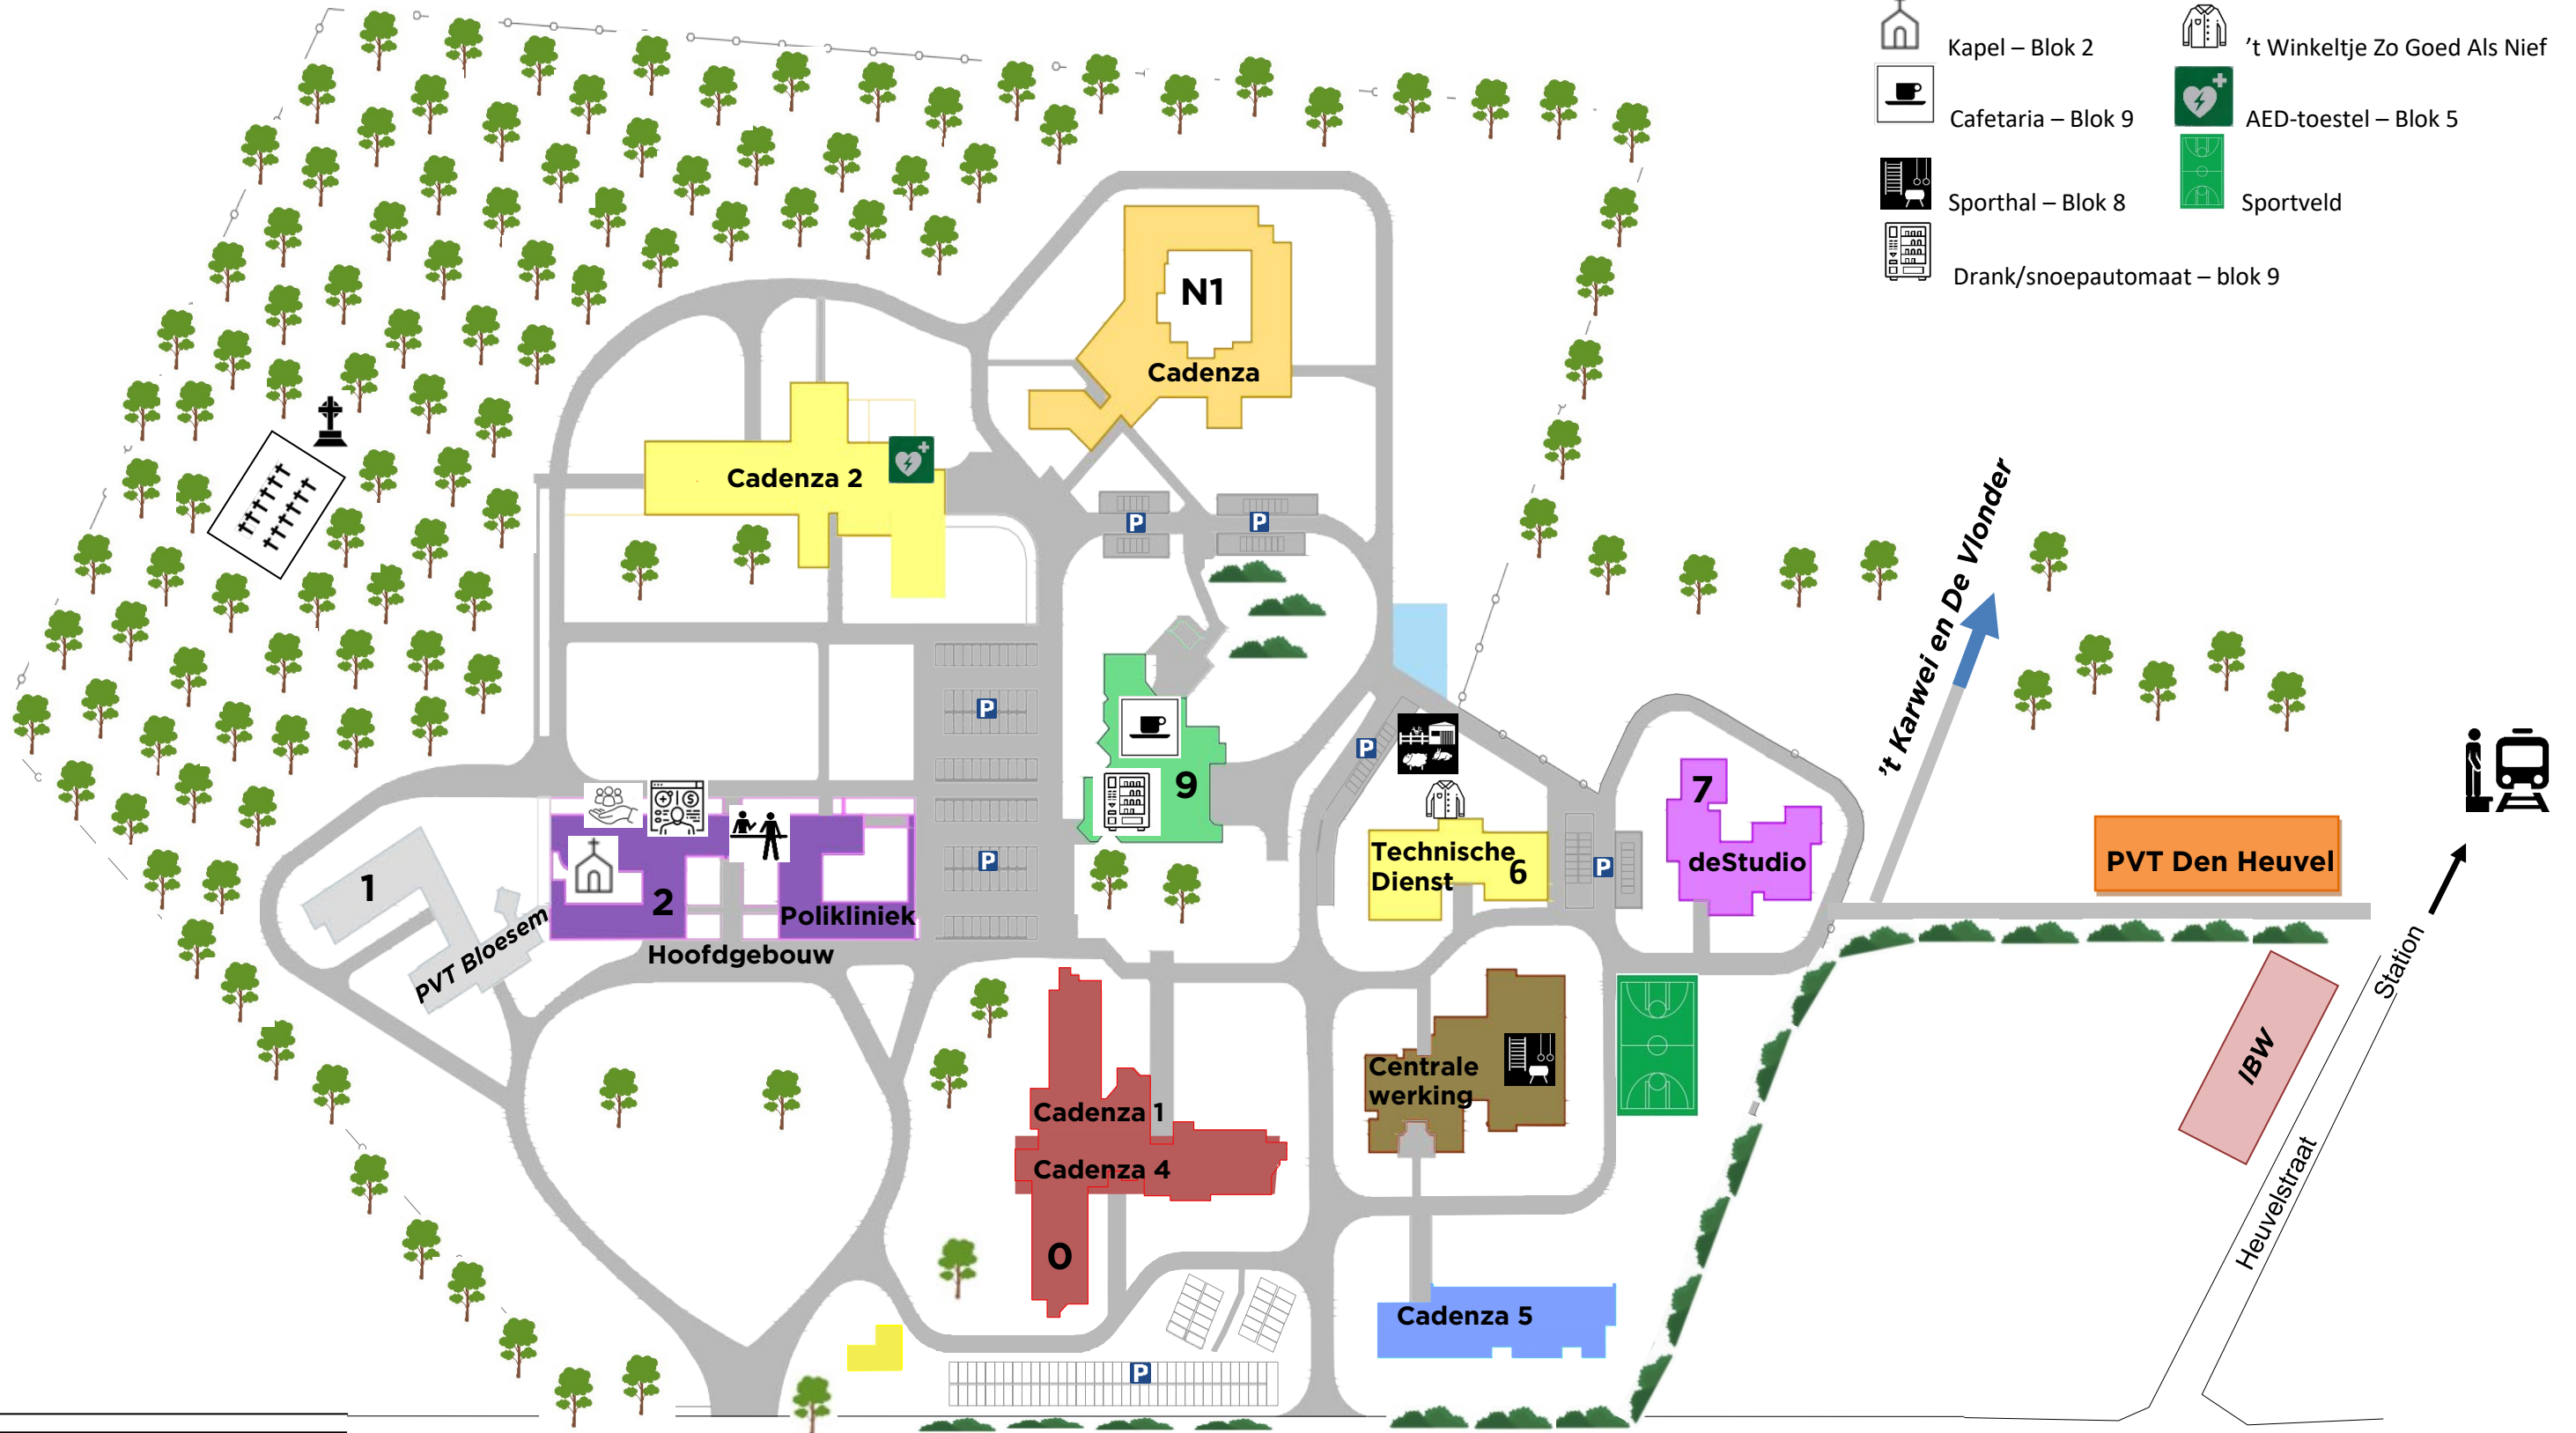 Kapel – Blok 2
't Winkeltje Zo Goed Als Nief
Cafetaria – Blok 9
AED-toestel – Blok 5
Sporthal – Blok 8
Sportveld
Drank/snoepautomaat – blok 9
N1
Cadenza
Cadenza 2
P
P
't Karwei en De Vlonder
P
P
9
7
deStudio
Technische
Dienst
6
P
PVT Den Heuvel
1
PVT Bloesem
2
Polikliniek
P
Hoofdgebouw
Station
IBW
Heuvelstraat
Centrale
werking
Cadenza 1
Cadenza 4
0
Cadenza 5
P